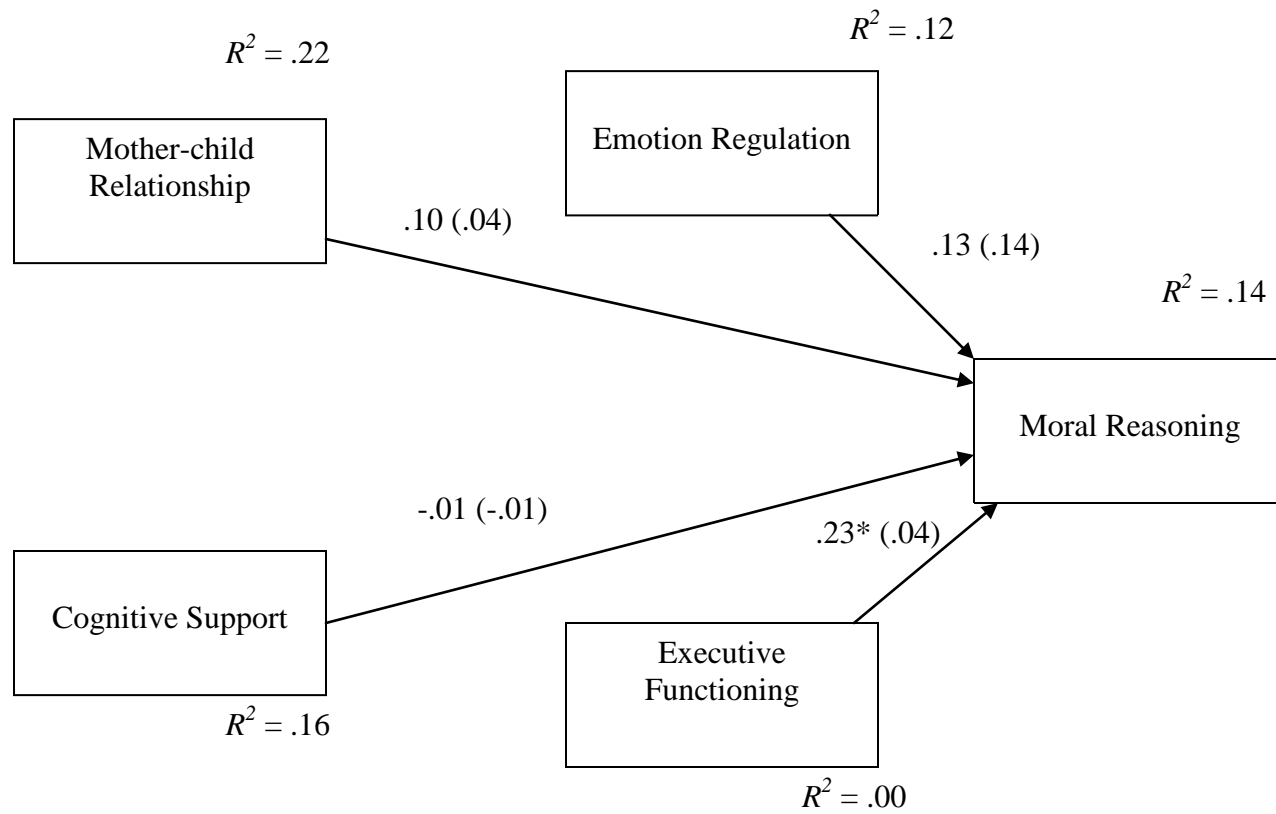 R² = .12
R² = .22
Mother-child
Relationship
Emotion Regulation
.10 (.04)
.13 (.14)
R² = .14
Moral Reasoning
-.01 (-.01)
.23* (.04)
Cognitive Support
Executive
Functioning
R² = .16
R² = .00